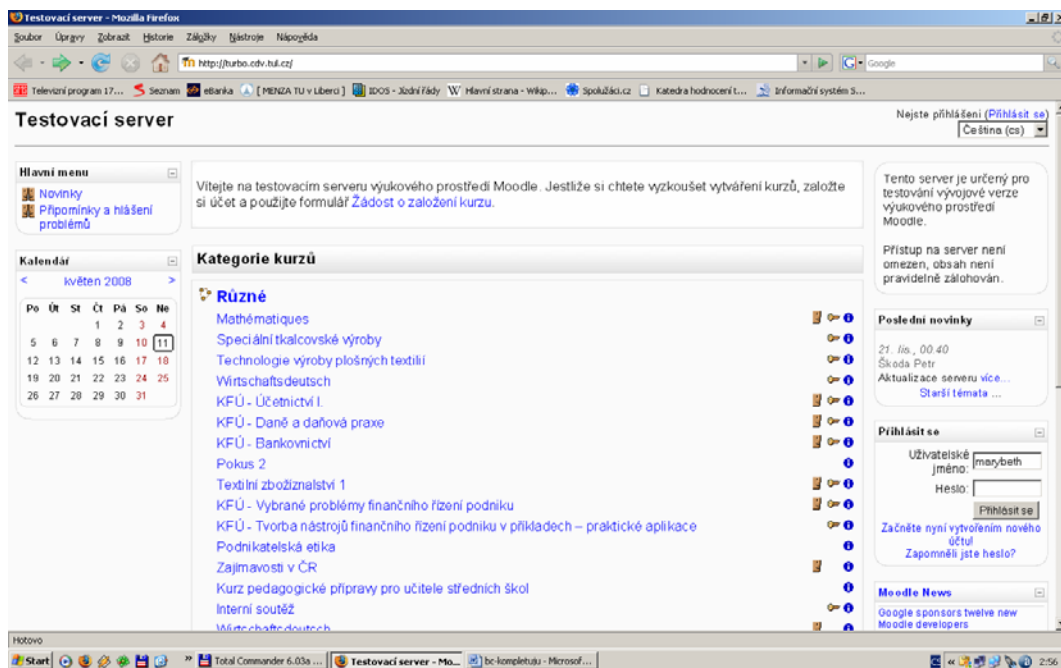 Testovací server - Mozilla Firefox
Soubor Úpravy Zobrazit Historie Záložky Nástroje Nápověda
http://turbo.cdv.tul.cz/
Google
Televizní program 17... Seznam eBanka [ MENZA TU v Liberci ] IDOS - Jízdní řády Hlavní strana - Wikip... Spolužáci.cz Katedra hodnocení t... Informační systém S...
Testovací server
Nejste přihlášeni (Přihlásit se)
Čeština (cs)
Hlavní menu
Novinky
Připomínky a hlášení
problémů
Kalendář
< květen 2008 >
Po Út St Čt Pá So Ne
1 2 3 4
5 6 7 8 9 10 11
12 13 14 15 16 17 18
19 20 21 22 23 24 25
26 27 28 29 30 31
Vítejte na testovacím serveru výukového prostředí Moodle. Jestliže si chtete vyzkoušet vytváření kurzů, založte
si účet a použijte formulář Žádost o založení kurzu.
Kategorie kurzů
Různé
Mathématiques
Speciální tkalcovské výroby
Technologie výroby plošných textilií
Wirtschaftsdeutsch
KFÚ - Účetnictví I.
KFÚ - Daně a daňová praxe
KFÚ - Bankovnictví
Pokus 2
Textilní zbožíznalství 1
KFÚ - Vybrané problémy finančního řízení podniku
KFÚ - Tvorba nástrojů finančního řízení podniku v příkladech – praktické aplikace
Podnikatelská etika
Zajímavosti v ČR
Kurz pedagogické přípravy pro učitele středních škol
Interní soutěž
Wirtschaftsdeutsch
Tento server je určený pro
testování vývojové verze
výukového prostředí
Moodle.
Přístup na server není
omezen, obsah není
pravidelně zálohován.
Poslední novinky
21. lis., 00.40
Škoda Petr
Aktualizace serveru více...
Starší témata ...
Přihlásit se
Uživatelské
jméno: marybeth
Heslo:
Přihlásit se
Začněte nyní vytvořením nového
účtu!
Zapomněli jste heslo?
Moodle News
Google sponsors twelve new
Moodle developers
Hotovo
Start Total Commander 6.03a ... Testovací server - Mo... bc-kompletuju - Microsof... 2:56